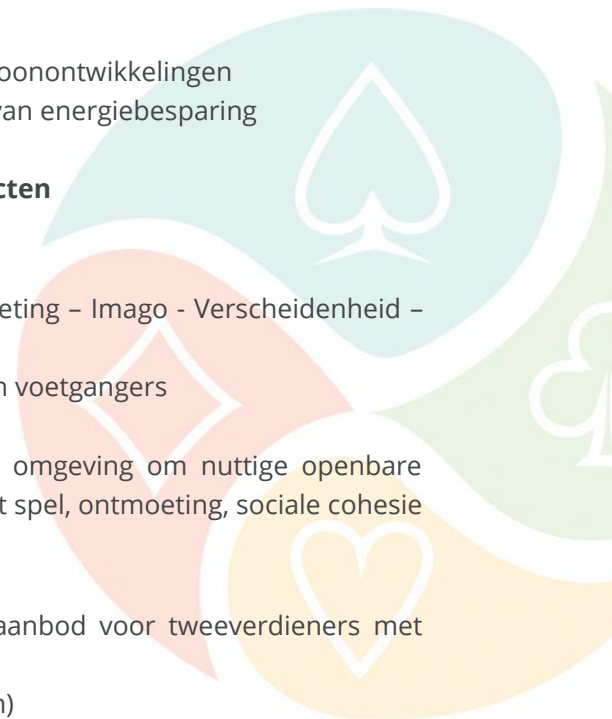 oonontwikkelingen
van energiebesparing
cten
eting – Imago - Verscheidenheid –
n voetgangers
omgeving om nuttige openbare
t spel, ontmoeting, sociale cohesie
aanbod voor tweeverdieners met
n)